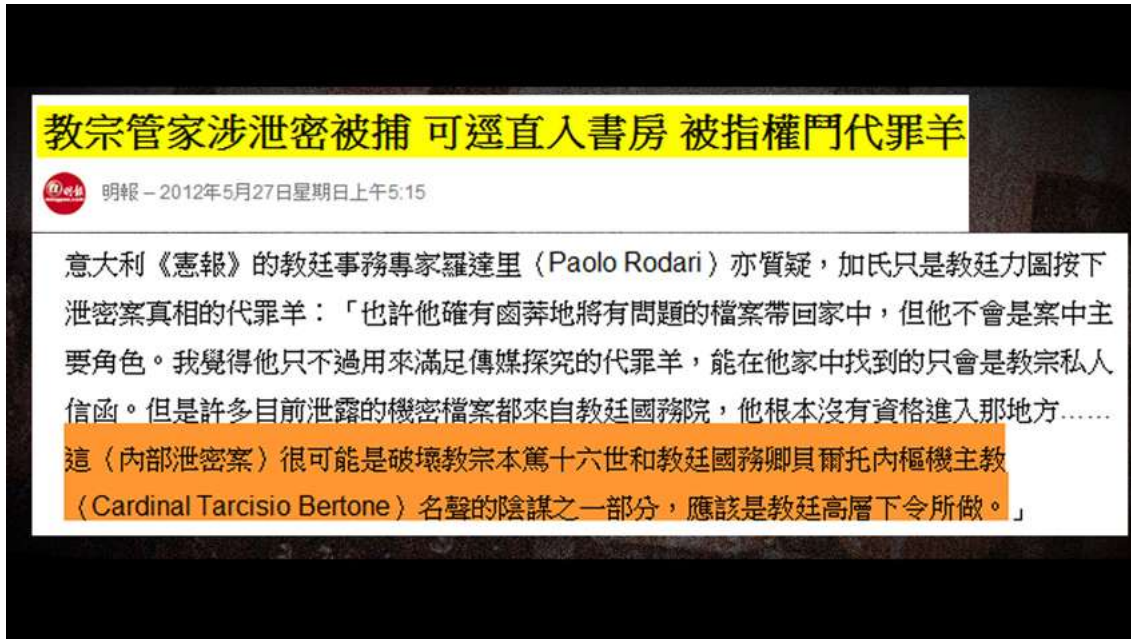 教宗管家涉泄密被捕 可逕直入書房 被指權鬥代罪羊
明報 – 2012年5月27日星期日上午5:15
意大利《憲報》的教廷事務專家羅達里（Paolo Rodari）亦質疑，加氏只是教廷力圖按下
泄密案真相的代罪羊：「也許他確有鹵莽地將有問題的檔案帶回家中，但他不會是案中主
要角色。我覺得他只不過用來滿足傳媒探究的代罪羊，能在他家中找到的只會是教宗私人
信函。但是許多目前泄露的機密檔案都來自教廷國務院，他根本沒有資格進入那地方……
這（內部泄密案）很可能是破壞教宗本篤十六世和教廷國務卿貝爾托內樞機主教
（Cardinal Tarcisio Bertone）名聲的陰謀之一部分，應該是教廷高層下令所做。」